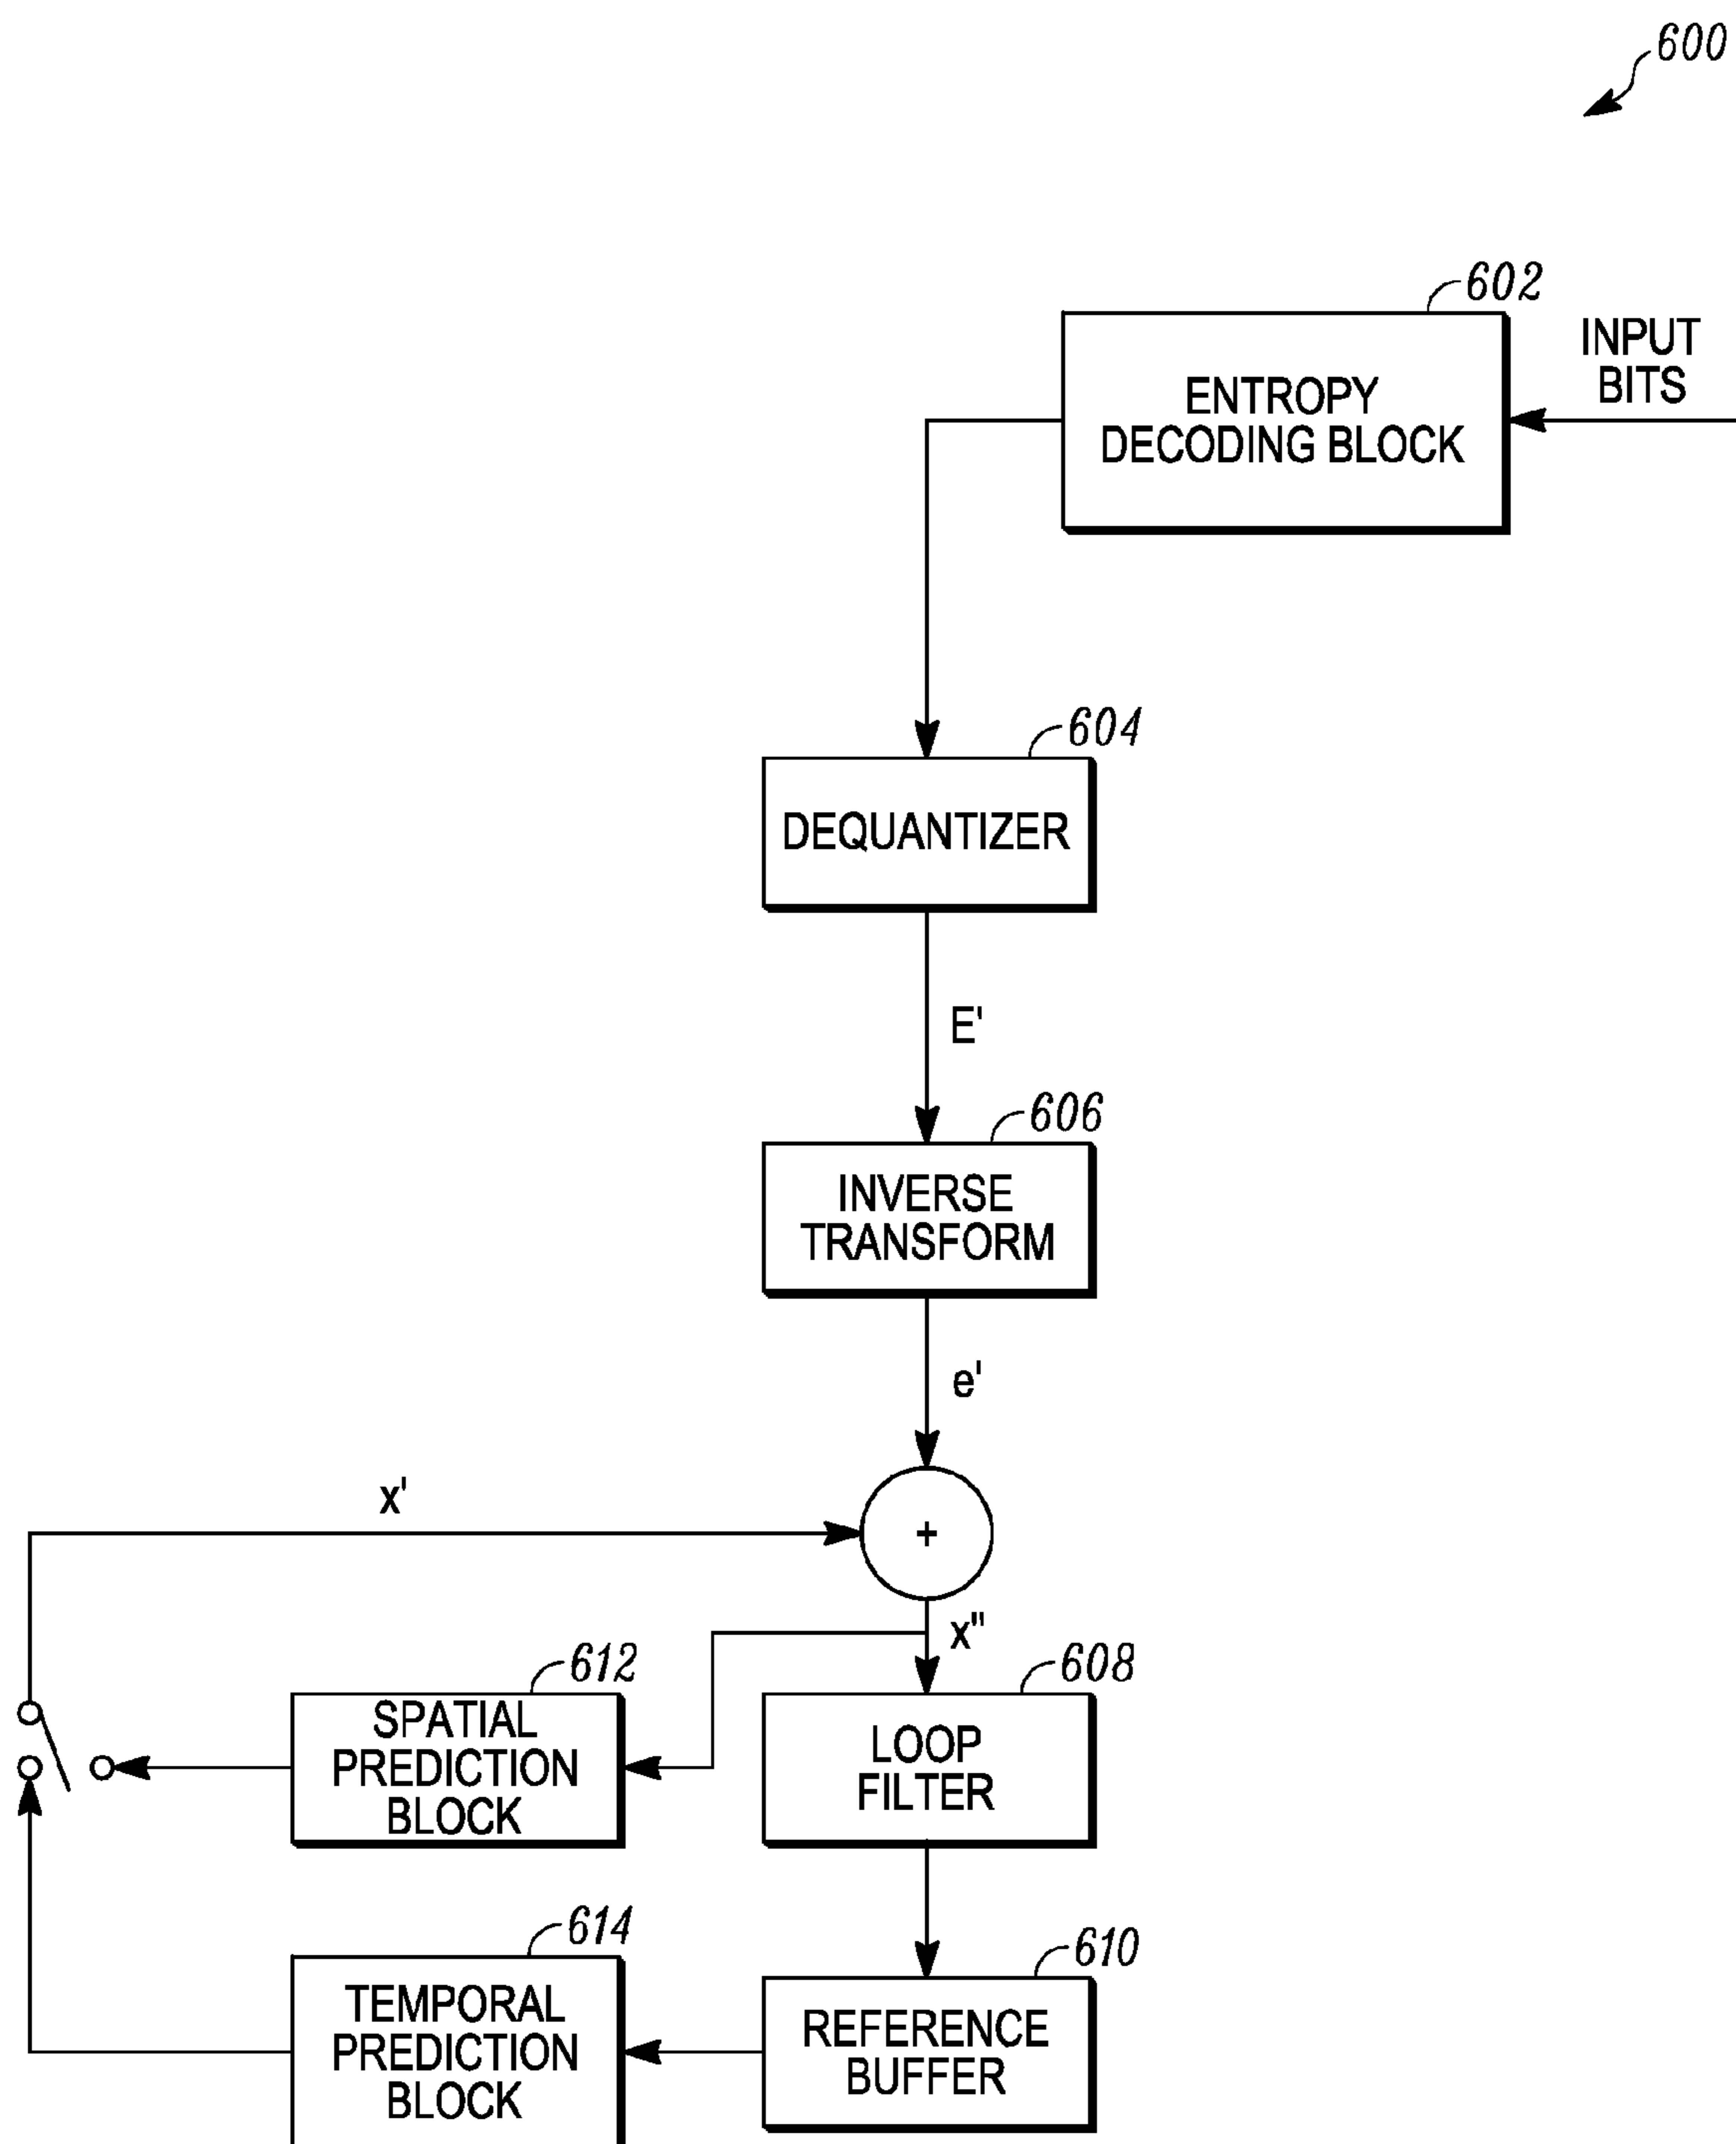 600
602
INPUT
BITS
ENTROPY
DECODING BLOCK
604
DEQUANTIZER
E'
606
INVERSE
TRANSFORM
e'
x'
+
x"
612
608
SPATIAL
PREDICTION
BLOCK
LOOP
FILTER
614
610
TEMPORAL
PREDICTION
BLOCK
REFERENCE
BUFFER